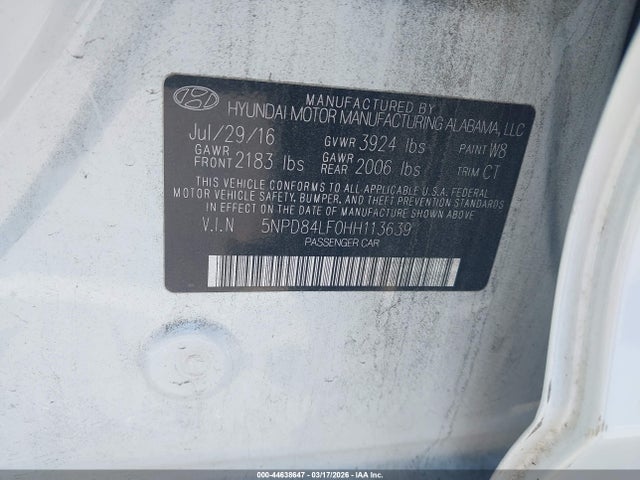 MANUFACTURED BY
HYUNDAI MOTOR MANUFACTURING ALABAMA, LLC
Jul/29/16 GVWR 3924 lbs PAINT W8
GAWR FRONT 2183 lbs GAWR REAR 2006 lbs TRIM CT
THIS VEHICLE CONFORMS TO ALL APPLICABLE U.S.A. FEDERAL
MOTOR VEHICLE SAFETY, BUMPER, AND THEFT PREVENTION STANDARDS
IN EFFECT ON THE DATE OF MANUFACTURE SHOWN ABOVE.
V.I.N 5NPD84LF0HH113639
PASSENGER CAR
000-44638647 | 03/17/2026 | IAA Inc.